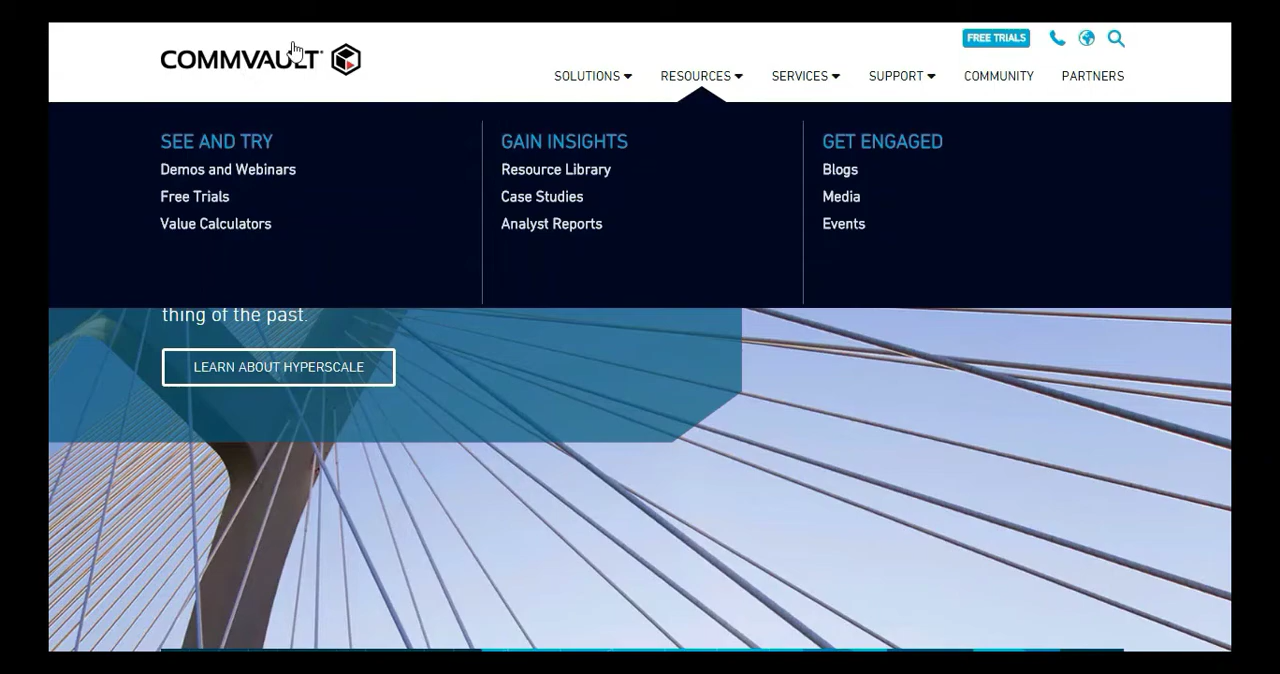 COMMVAULT
FREE TRIALS
SOLUTIONS RESOURCES SERVICES SUPPORT COMMUNITY PARTNERS
SEE AND TRY
Demos and Webinars
Free Trials
Value Calculators
GAIN INSIGHTS
Resource Library
Case Studies
Analyst Reports
GET ENGAGED
Blogs
Media
Events
thing of the past.
LEARN ABOUT HYPERSCALE